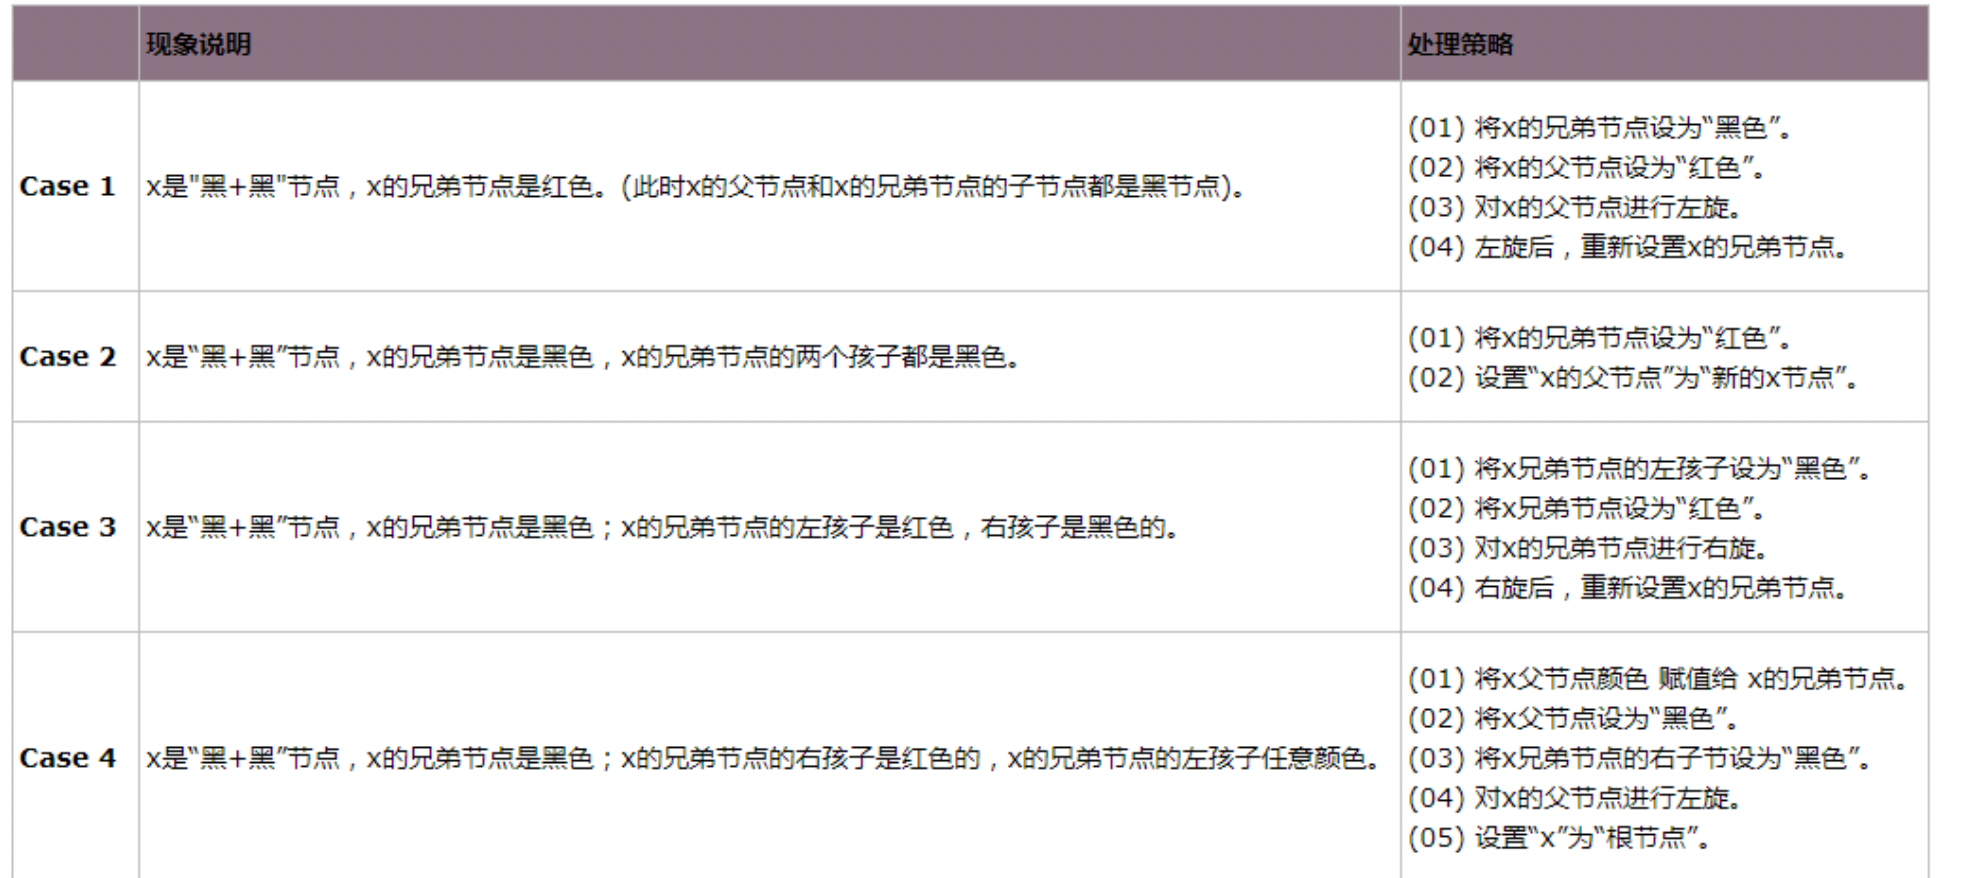 现象说明 处理策略
(01) 将x的兄弟节点设为“黑色”。
(02) 将x的父节点设为“红色”。
Case 1 x是"黑+黑"节点，x的兄弟节点是红色。(此时x的父节点和x的兄弟节点的子节点都是黑节点)。
(03) 对x的父节点进行左旋。
(04) 左旋后，重新设置x的兄弟节点。
(01) 将x的兄弟节点设为“红色”。
Case 2 x是“黑+黑”节点，x的兄弟节点是黑色，x的兄弟节点的两个孩子都是黑色。
(02) 设置“x的父节点”为“新的x节点”。
(01) 将x兄弟节点的左孩子设为“黑色”。
(02) 将x兄弟节点设为“红色”。
Case 3 x是“黑+黑”节点，x的兄弟节点是黑色；x的兄弟节点的左孩子是红色，右孩子是黑色的。
(03) 对x的兄弟节点进行右旋。
(04) 右旋后，重新设置x的兄弟节点。
(01) 将x父节点颜色 赋值给 x的兄弟节点。
(02) 将x父节点设为“黑色”。
Case 4 x是“黑+黑”节点，x的兄弟节点是黑色；x的兄弟节点的右孩子是红色的，x的兄弟节点的左孩子任意颜色。
(03) 将x兄弟节点的右子节设为“黑色”。
(04) 对x的父节点进行左旋。
(05) 设置“x”为“根节点”。